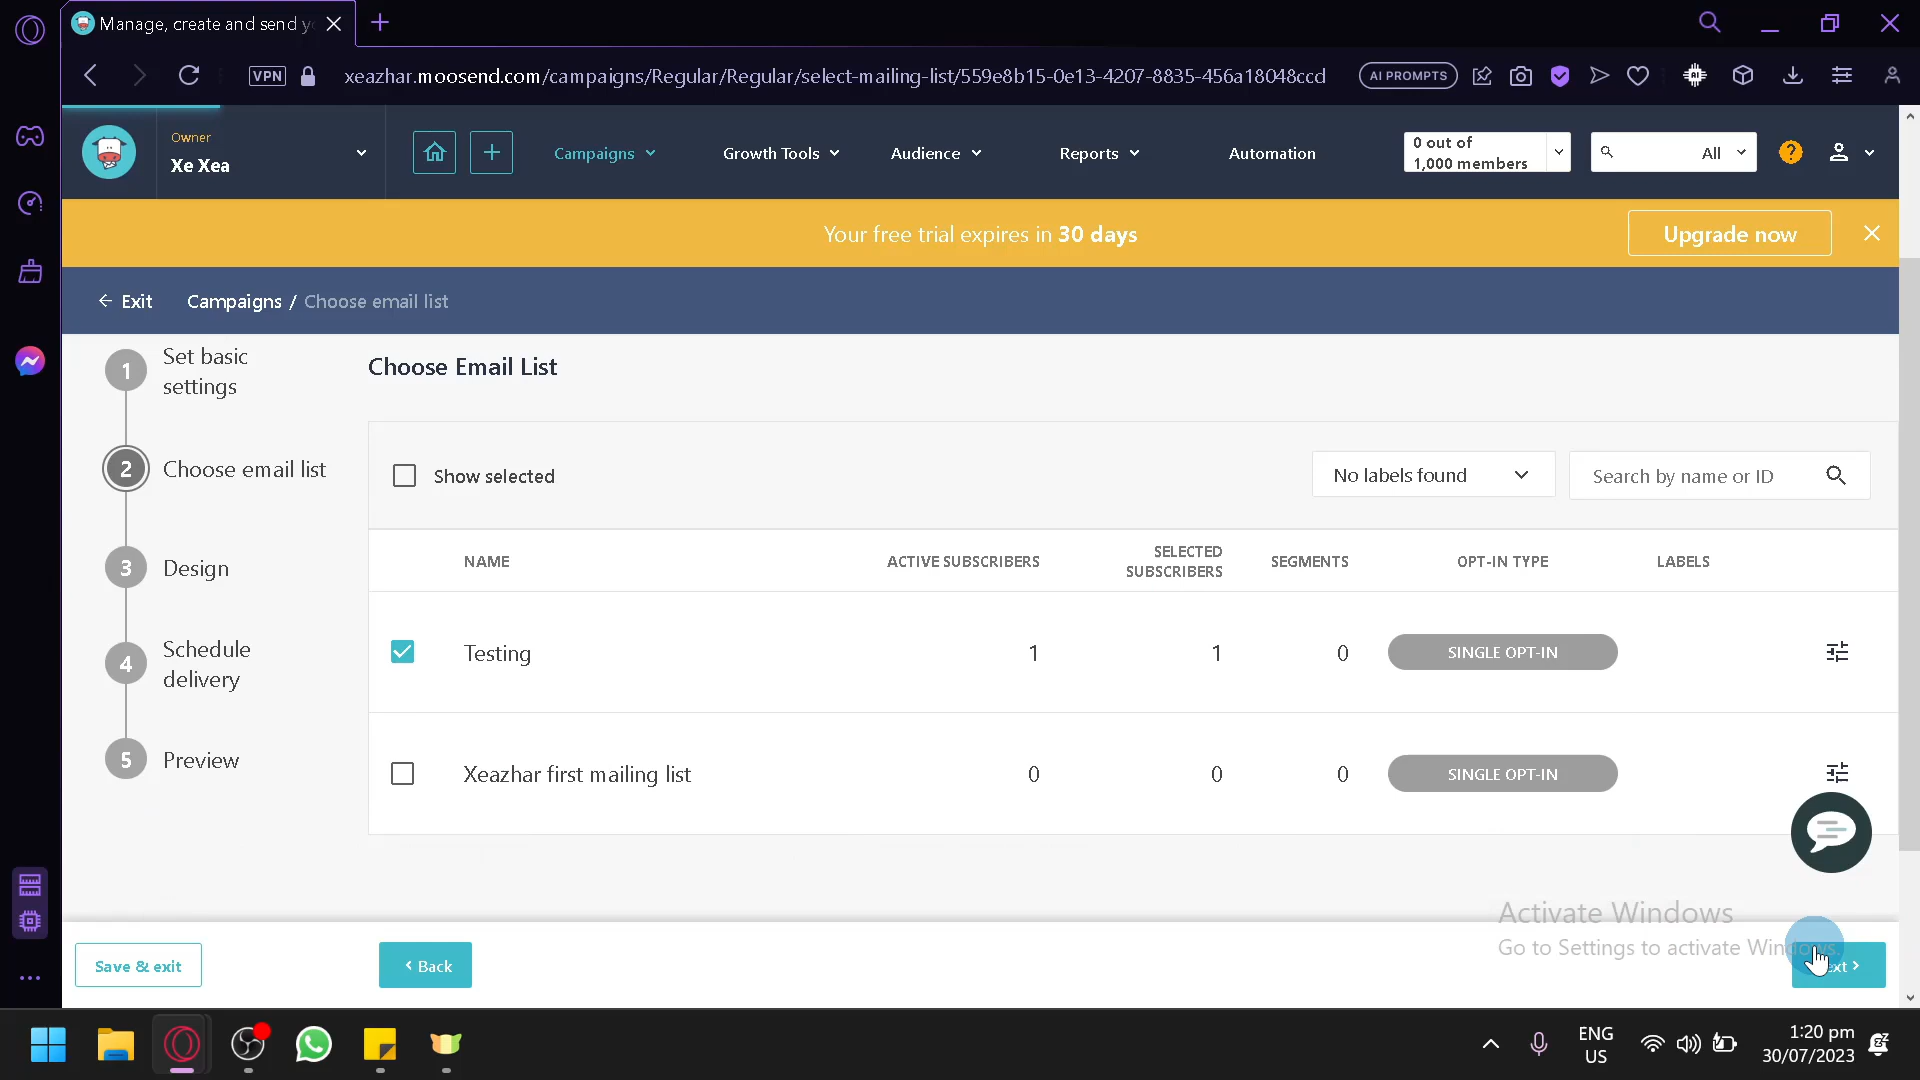 Manage, create and send y
VPN
xeazhar.moosend.com/campaigns/Regular/Regular/select-mailing-list/559e8b15-0e13-4207-8835-456a18048ccd
AI PROMPTS
Owner
Xe Xea
Campaigns
Growth Tools
Audience
Reports
Automation
0 out of
1,000 members
All
?
Your free trial expires in 30 days
Upgrade now
Exit
Campaigns / Choose email list
1
Set basic
settings
2
Choose email list
3
Design
4
Schedule
delivery
5
Preview
Choose Email List
Show selected
No labels found
Search by name or ID
NAME
ACTIVE SUBSCRIBERS
SELECTED
SUBSCRIBERS
SEGMENTS
OPT-IN TYPE
LABELS
Testing
1
1
0
SINGLE OPT-IN
Xeazhar first mailing list
0
0
0
SINGLE OPT-IN
Activate Windows
Go to Settings to activate Windows.
Save & exit
Back
ENG
US
1:20 pm
30/07/2023